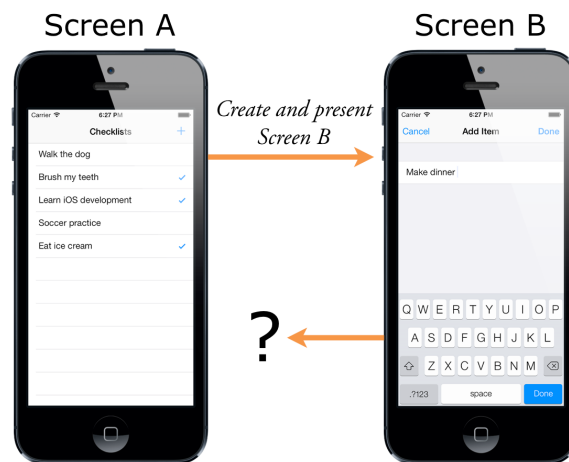 Screen A
Screen B
Create and present
Screen B
?
Carrier 6:27 PM
Checklists +
Walk the dog
Brush my teeth
Learn iOS development
Soccer practice
Eat ice cream
Carrier 6:27 PM
Cancel Add Item Done
Make dinner
Q W E R T Y U I O P
A S D F G H J K L
Z X C V B N M
.?123 space Done